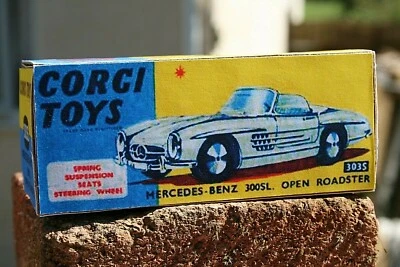 CORGI
TOYS
SPRING
SUSPENSION
SEATS
STEERING WHEEL
303S
MERCEDES-BENZ 300SL. OPEN ROADSTER